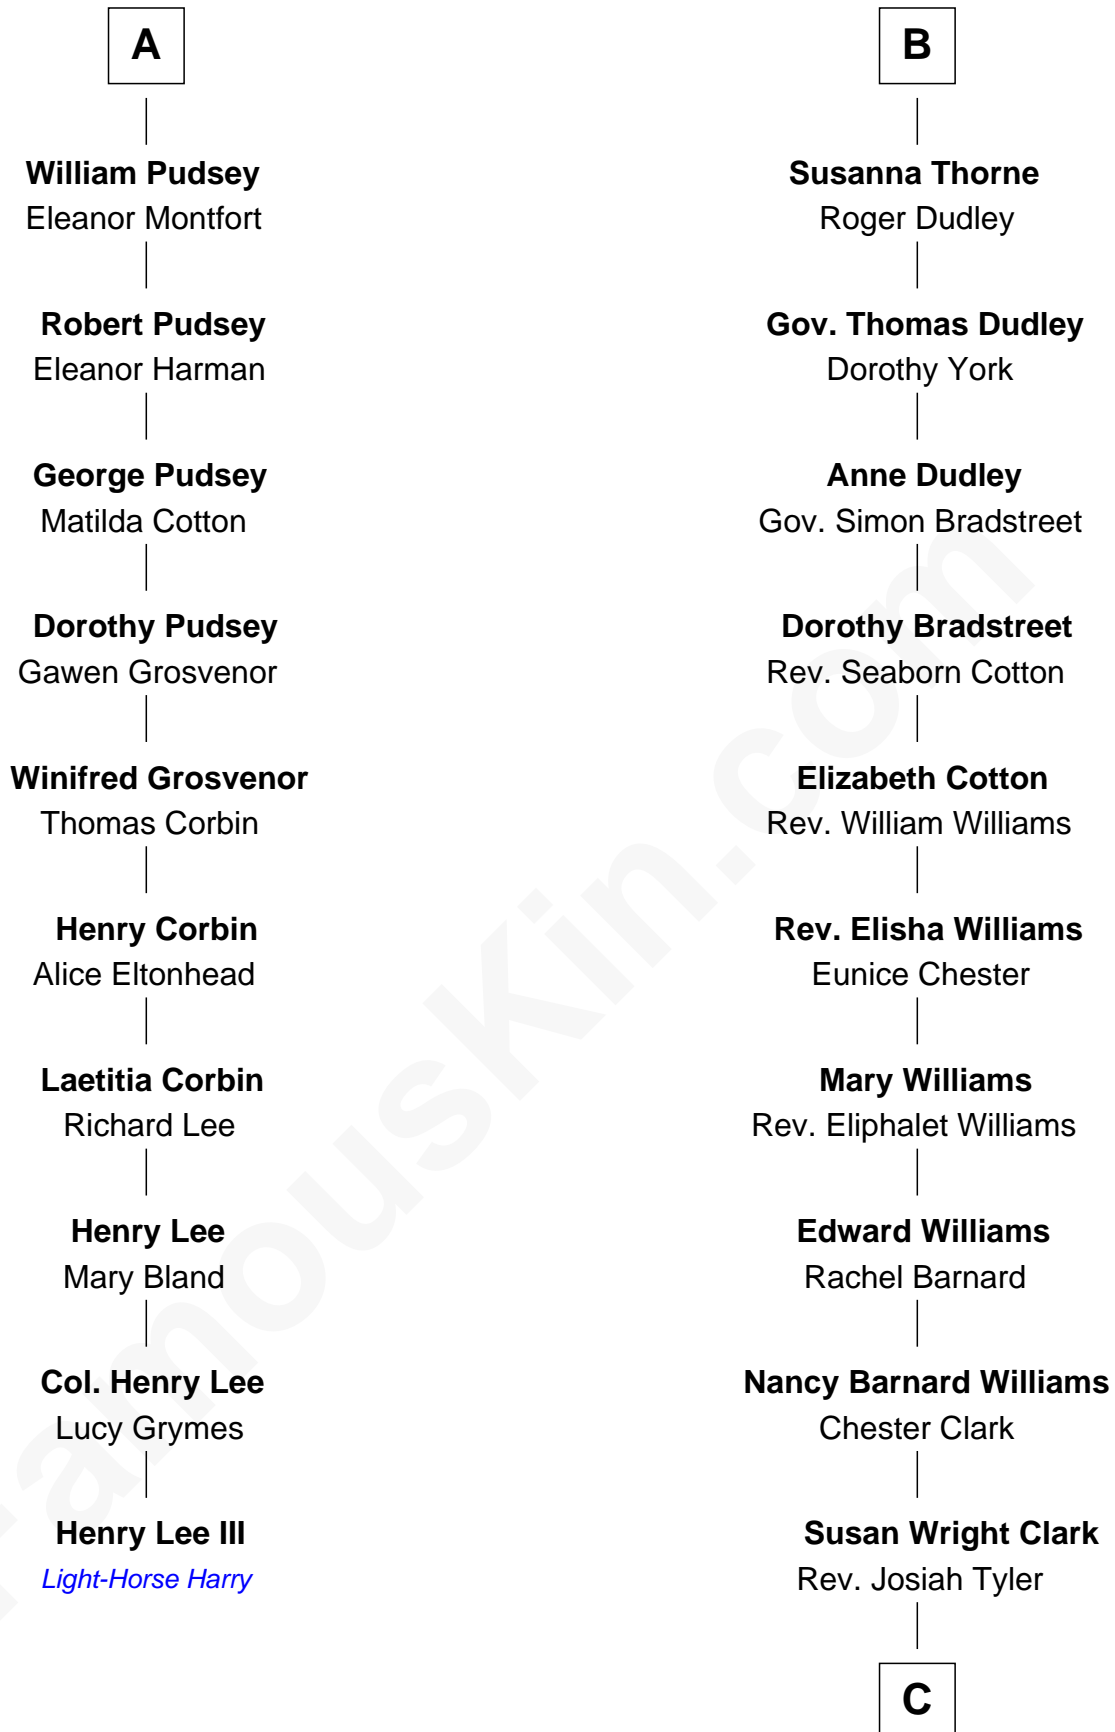 A
William Pudsey
Eleanor Montfort
Robert Pudsey
Eleanor Harman
George Pudsey
Matilda Cotton
Dorothy Pudsey
Gawen Grosvenor
Winifred Grosvenor
Thomas Corbin
Henry Corbin
Alice Eltonhead
Laetitia Corbin
Richard Lee
Henry Lee
Mary Bland
Col. Henry Lee
Lucy Grymes
Henry Lee III
Light-Horse Harry
B
Susanna Thorne
Roger Dudley
Gov. Thomas Dudley
Dorothy York
Anne Dudley
Gov. Simon Bradstreet
Dorothy Bradstreet
Rev. Seaborn Cotton
Elizabeth Cotton
Rev. William Williams
Rev. Elisha Williams
Eunice Chester
Mary Williams
Rev. Eliphalet Williams
Edward Williams
Rachel Barnard
Nancy Barnard Williams
Chester Clark
Susan Wright Clark
Rev. Josiah Tyler
C
FamousKin.com